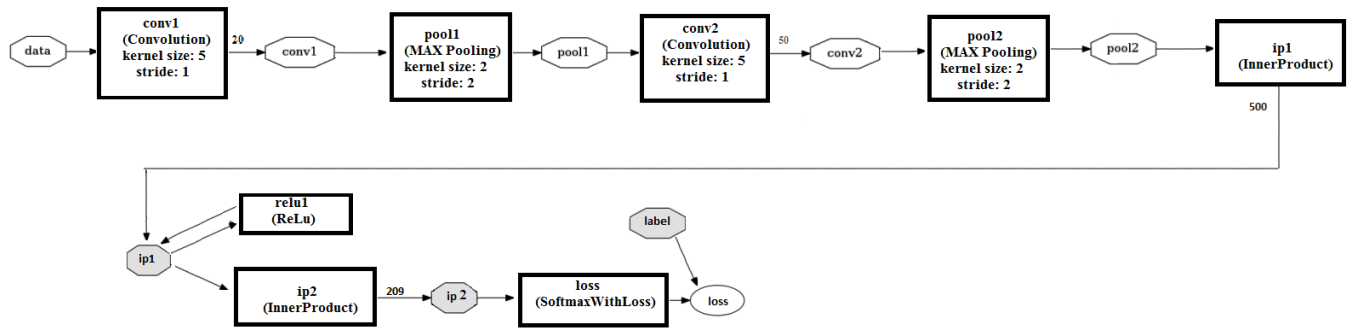 data
conv1
(Convolution)
kernel size: 5
stride: 1
20
conv1
pool1
(MAX Pooling)
kernel size: 2
stride: 2
pool1
conv2
(Convolution)
kernel size: 5
stride: 1
50
conv2
pool2
(MAX Pooling)
kernel size: 2
stride: 2
pool2
ip1
(InnerProduct)
500
ip1
relu1
(ReLu)
ip2
(InnerProduct)
209
ip 2
loss
(SoftmaxWithLoss)
label
loss